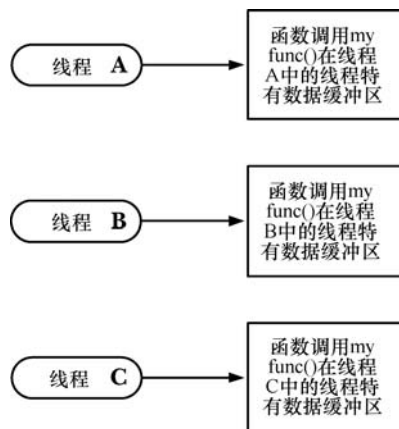 线程 A
函数调用my
func()在线程
A中的线程特
有数据缓冲区
线程 B
函数调用my
func()在线程
B中的线程特
有数据缓冲区
线程 C
函数调用my
func()在线程
C中的线程特
有数据缓冲区